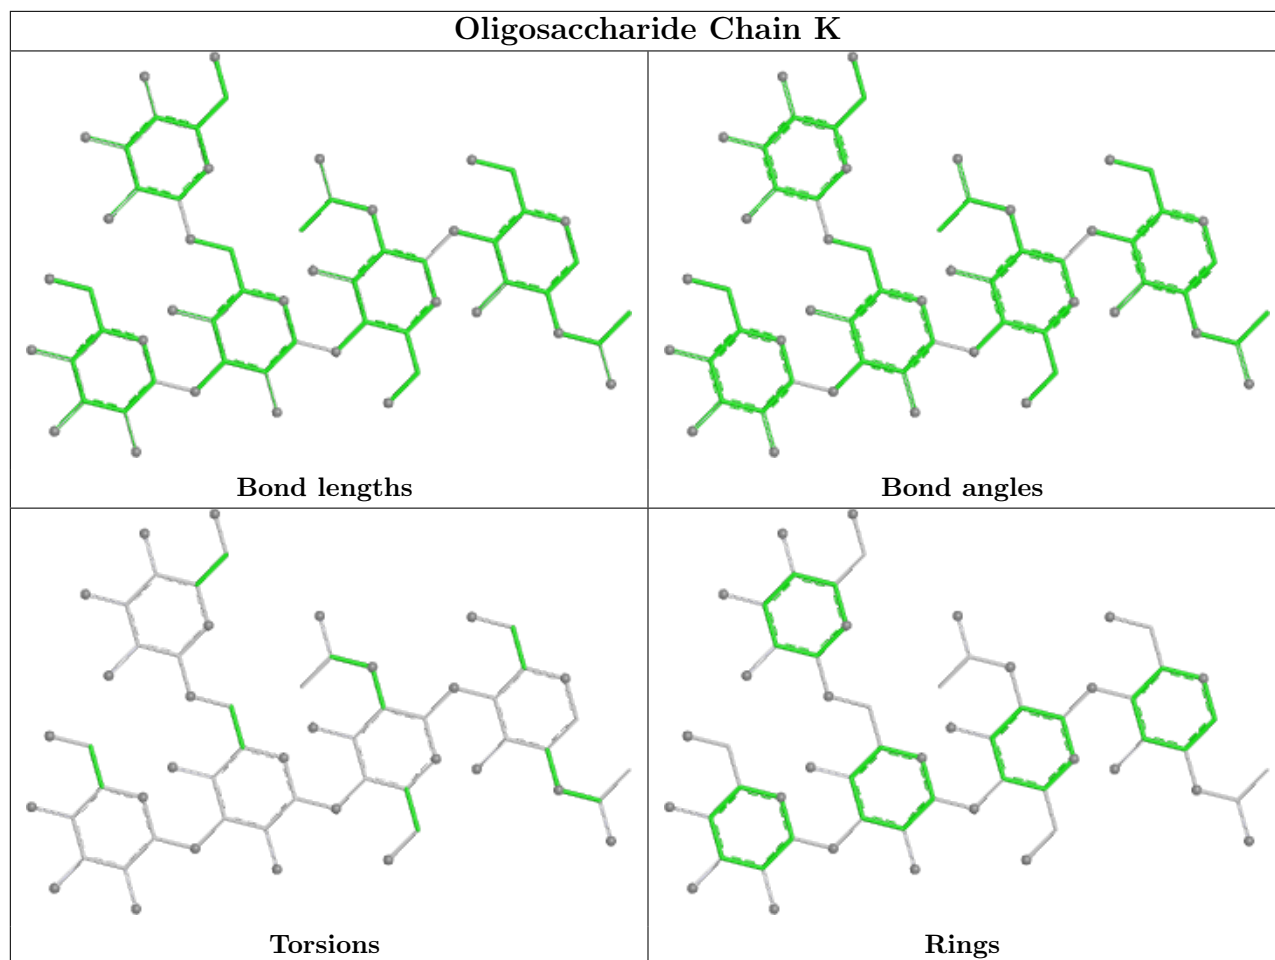 Oligosaccharide Chain K
Bond lengths
Bond angles
Torsions
Rings